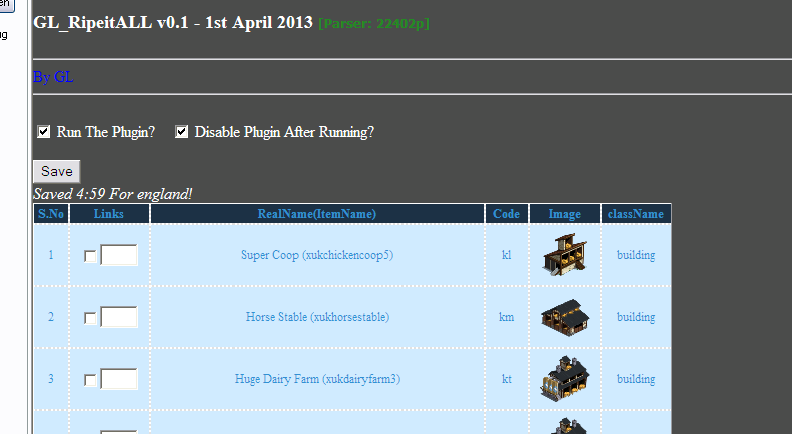 en
GL_RipeitALL v0.1 - 1st April 2013 [Parser: 22402p]
ug
By GL
Run The Plugin? Disable Plugin After Running?
Save
Saved 4:59 For england!
S.No Links RealName(ItemName) Code Image className
1 Super Coop (xukchickencoop5) kl building
2 Horse Stable (xukhorsestable) km building
3 Huge Dairy Farm (xukdairyfarm3) kt building